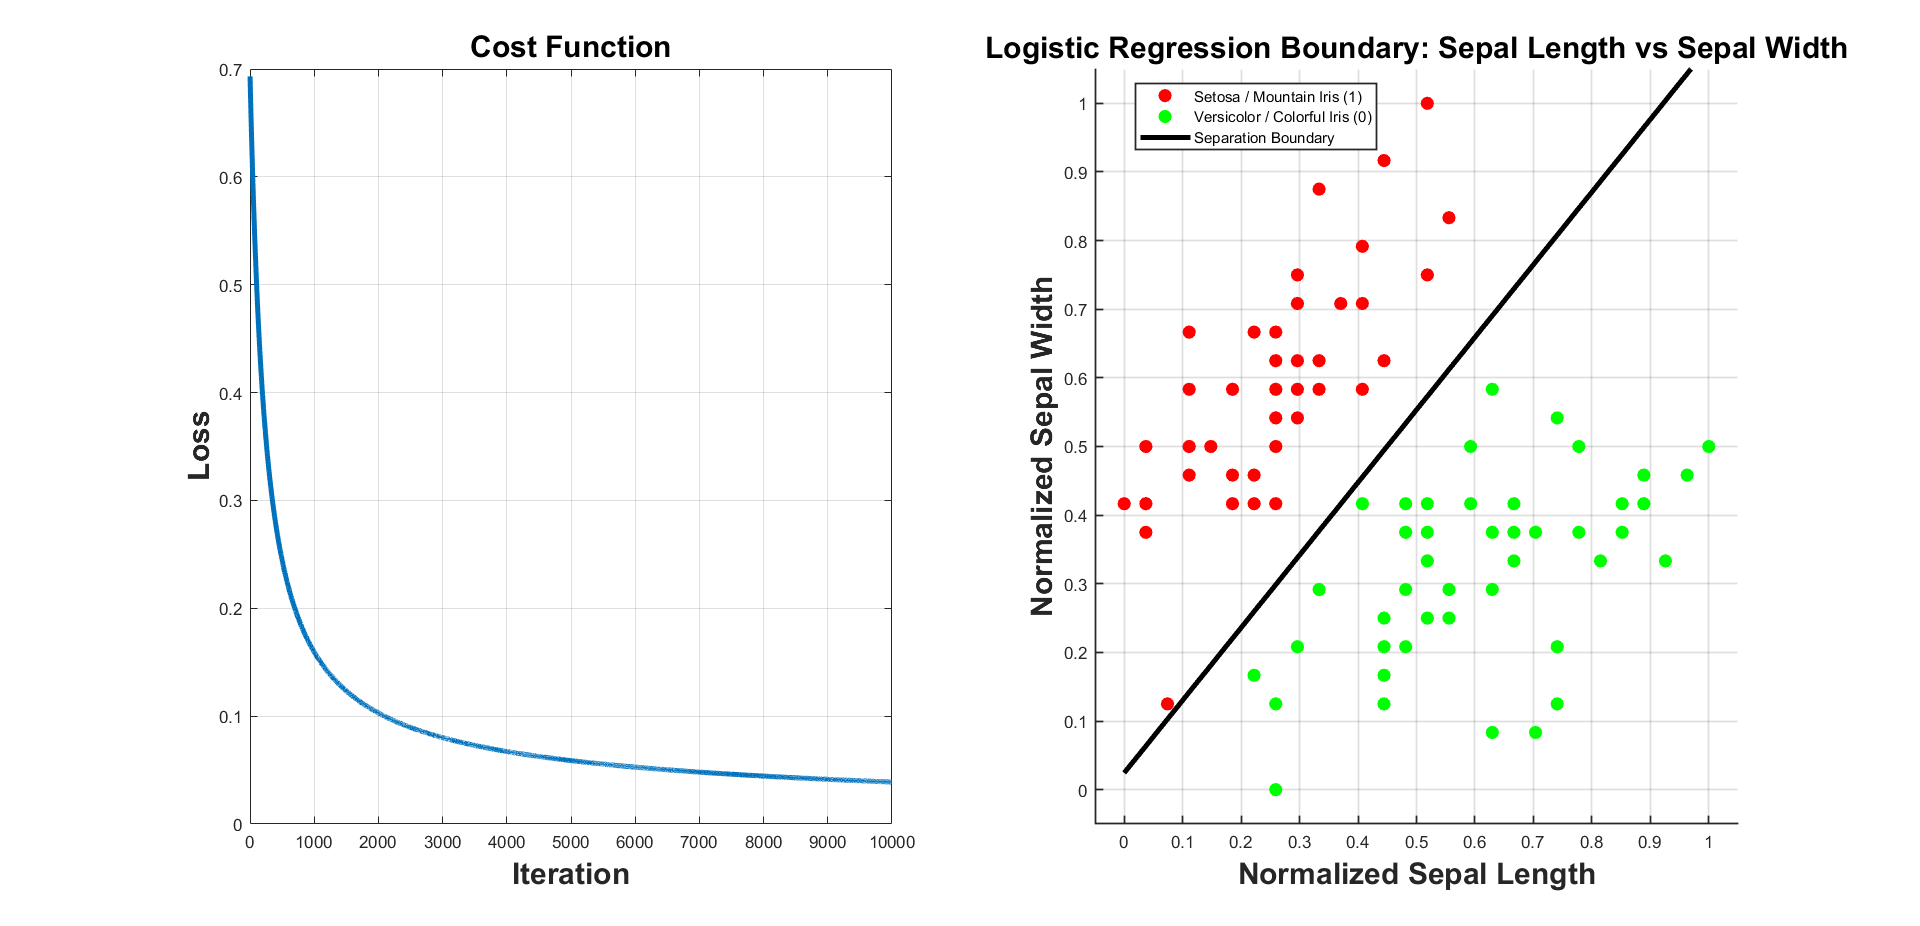 Cost Function
0.7
0.6
0.5
0.4
0.3
0.2
0.1
0
Loss
0 1000 2000 3000 4000 5000 6000 7000 8000 9000 10000
Iteration
Logistic Regression Boundary: Sepal Length vs Sepal Width
Setosa / Mountain Iris (1)
Versicolor / Colorful Iris (0)
Separation Boundary
1
0.9
0.8
0.7
0.6
0.5
0.4
0.3
0.2
0.1
0
Normalized Sepal Width
0 0.1 0.2 0.3 0.4 0.5 0.6 0.7 0.8 0.9 1
Normalized Sepal Length